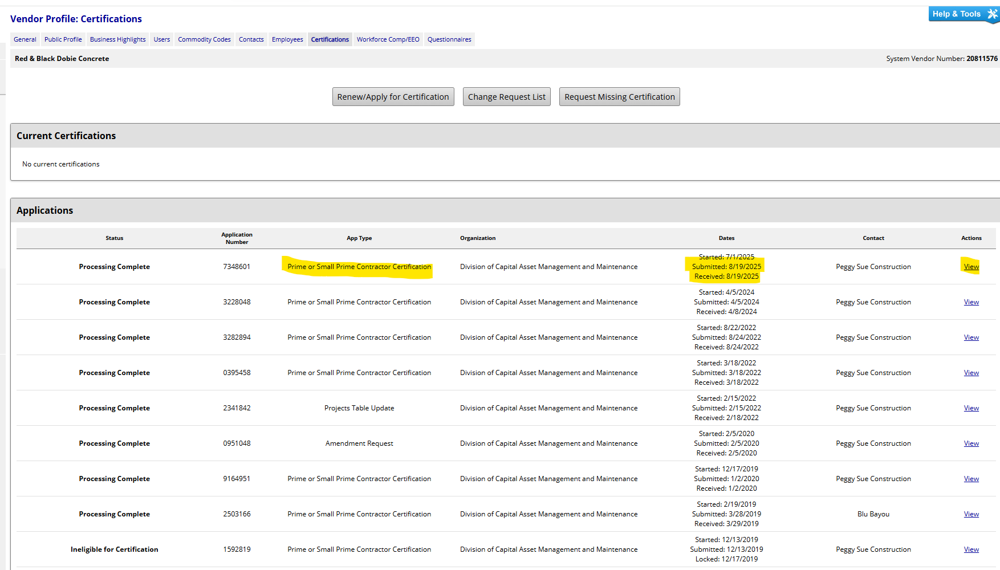 Vendor Profile: Certifications
Help & Tools
General Public Profile Business Highlights Users Commodity Codes Contacts Employees Certifications Workforce Comp/EEO Questionnaires
Red & Black Dobie Concrete System Vendor Number: 20811576
Renew/Apply for Certification Change Request List Request Missing Certification
Current Certifications
No current certifications
Applications
Status Application Number App Type Organization Dates Contact Actions
Processing Complete 7348601 Prime or Small Prime Contractor Certification Division of Capital Asset Management and Maintenance Started: 7/1/2025
Submitted: 8/19/2025
Received: 8/19/2025 Peggy Sue Construction View
Processing Complete 3228048 Prime or Small Prime Contractor Certification Division of Capital Asset Management and Maintenance Started: 4/5/2024
Submitted: 4/5/2024
Received: 4/8/2024 Peggy Sue Construction View
Processing Complete 3282894 Prime or Small Prime Contractor Certification Division of Capital Asset Management and Maintenance Started: 8/22/2022
Submitted: 8/24/2022
Received: 8/24/2022 Peggy Sue Construction View
Processing Complete 0395458 Prime or Small Prime Contractor Certification Division of Capital Asset Management and Maintenance Started: 3/18/2022
Submitted: 3/18/2022
Received: 3/18/2022 Peggy Sue Construction View
Processing Complete 2341842 Projects Table Update Division of Capital Asset Management and Maintenance Started: 2/15/2022
Submitted: 2/15/2022
Received: 2/18/2022 Peggy Sue Construction View
Processing Complete 0951048 Amendment Request Division of Capital Asset Management and Maintenance Started: 2/5/2020
Submitted: 2/5/2020
Received: 2/5/2020 Peggy Sue Construction View
Processing Complete 9164951 Prime or Small Prime Contractor Certification Division of Capital Asset Management and Maintenance Started: 12/17/2019
Submitted: 1/2/2020
Received: 1/2/2020 Peggy Sue Construction View
Processing Complete 2503166 Prime or Small Prime Contractor Certification Division of Capital Asset Management and Maintenance Started: 2/19/2019
Submitted: 3/28/2019
Received: 3/29/2019 Blu Bayou View
Ineligible for Certification 1592819 Prime or Small Prime Contractor Certification Division of Capital Asset Management and Maintenance Started: 12/13/2019
Submitted: 12/13/2019
Locked: 12/17/2019 Peggy Sue Construction View